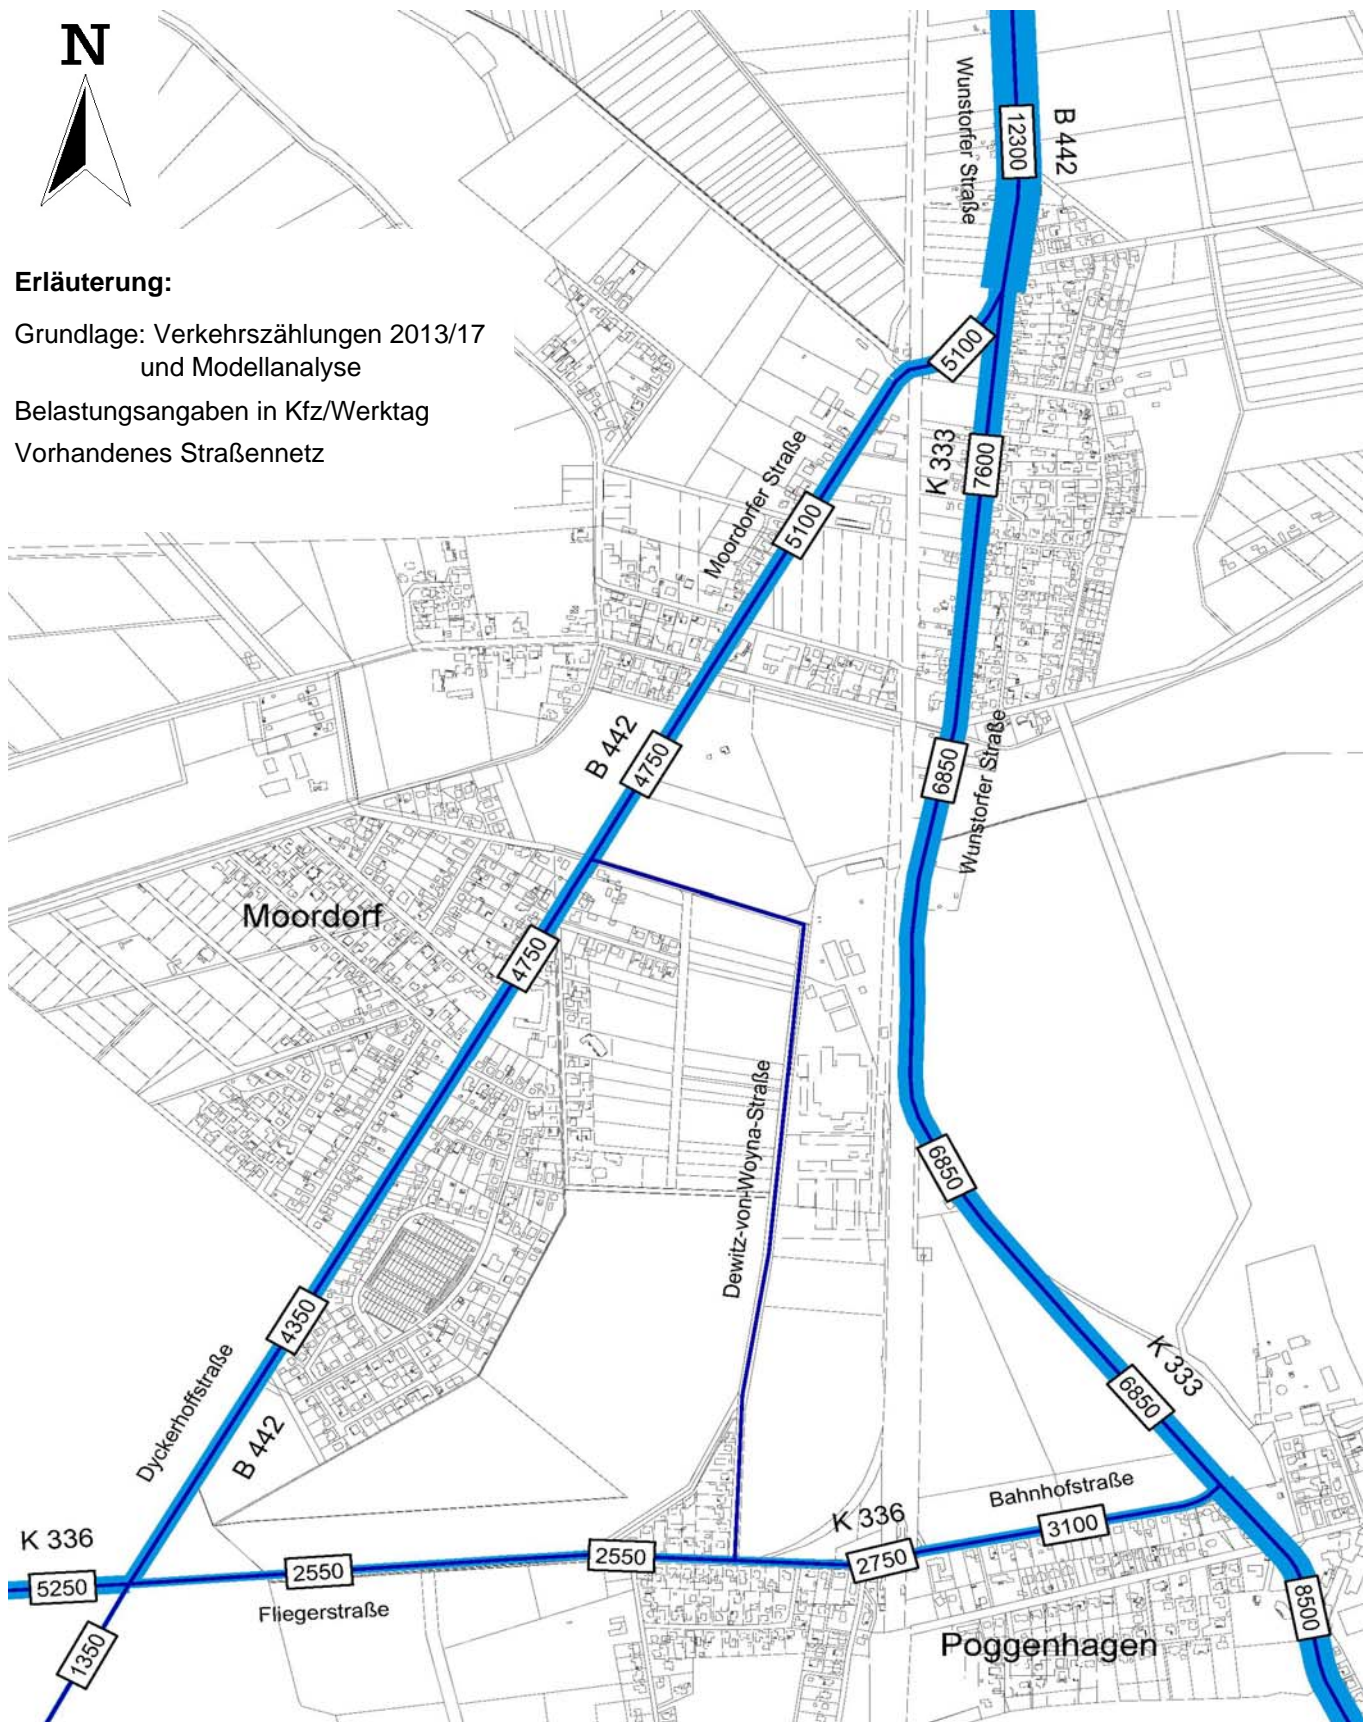 N
Wunstorfer Straße
12300
B 442
Erläuterung:
Grundlage: Verkehrszählungen 2013/17
und Modellanalyse
Belastungsangaben in Kfz/Werktag
Vorhandenes Straßennetz
5100
K 333
7600
Moordorfer Straße
5100
B 442
4750
6850
Wunstorfer Straße
Moordorf
4750
Dewitz-von-Woyna-Straße
6850
4350
Dyckerhoffstraße
B 442
K 333
6850
Bahnhofstraße
K 336
3100
K 336
2550
2750
2550
5250
Fliegerstraße
8500
1350
Poggenhagen